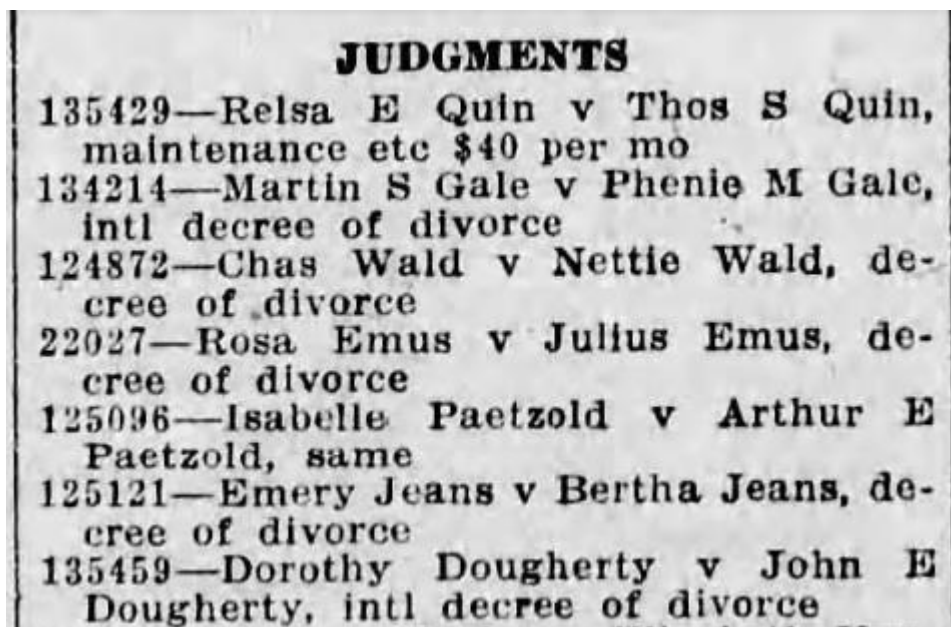 JUDGMENTS
135429—Relsa E Quin v Thos S Quin,
maintenance etc $40 per mo
134214—Martin S Gale v Phenie M Gale,
intl decree of divorce
124872—Chas Wald v Nettie Wald, de-
cree of divorce
22027—Rosa Emus v Julius Emus, de-
cree of divorce
125096—Isabelle Paetzold v Arthur E
Paetzold, same
125121—Emery Jeans v Bertha Jeans, de-
cree of divorce
135459—Dorothy Dougherty v John E
Dougherty, intl decree of divorce